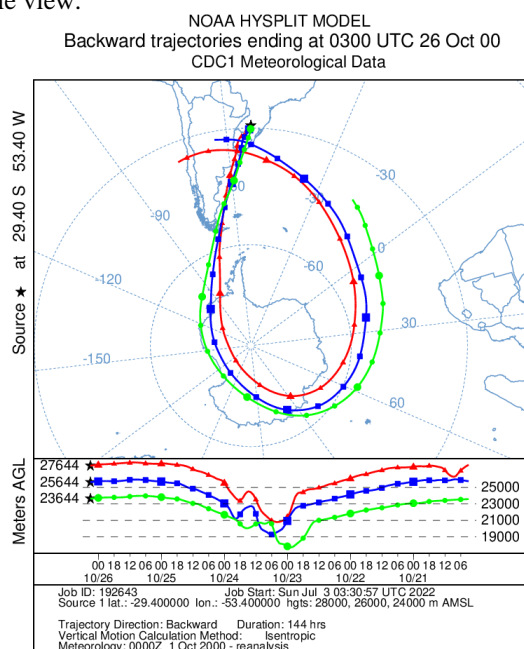 e view.
NOAA HYSPLIT MODEL
Backward trajectories ending at 0300 UTC 26 Oct 00
CDC1 Meteorological Data
Source ★ at 29.40 S 53.40 W
-30
-90
-60
-30
0
-120
-60
30
-150
60
Meters AGL
27644
25644
23644
25000
23000
21000
19000
00 18 12 06 00 18 12 06 00 18 12 06 00 18 12 06 00 18 12 06 00 18 12 06
10/26 10/25 10/24 10/23 10/22 10/21
Job ID: 192643 Job Start: Sun Jul 3 03:30:57 UTC 2022
Source 1 lat.: -29.400000 lon.: -53.400000 hgts: 28000, 26000, 24000 m AMSL
Trajectory Direction: Backward Duration: 144 hrs
Vertical Motion Calculation Method: Isentropic
Meteorology: 0000Z 1 Oct 2000 - reanalysis